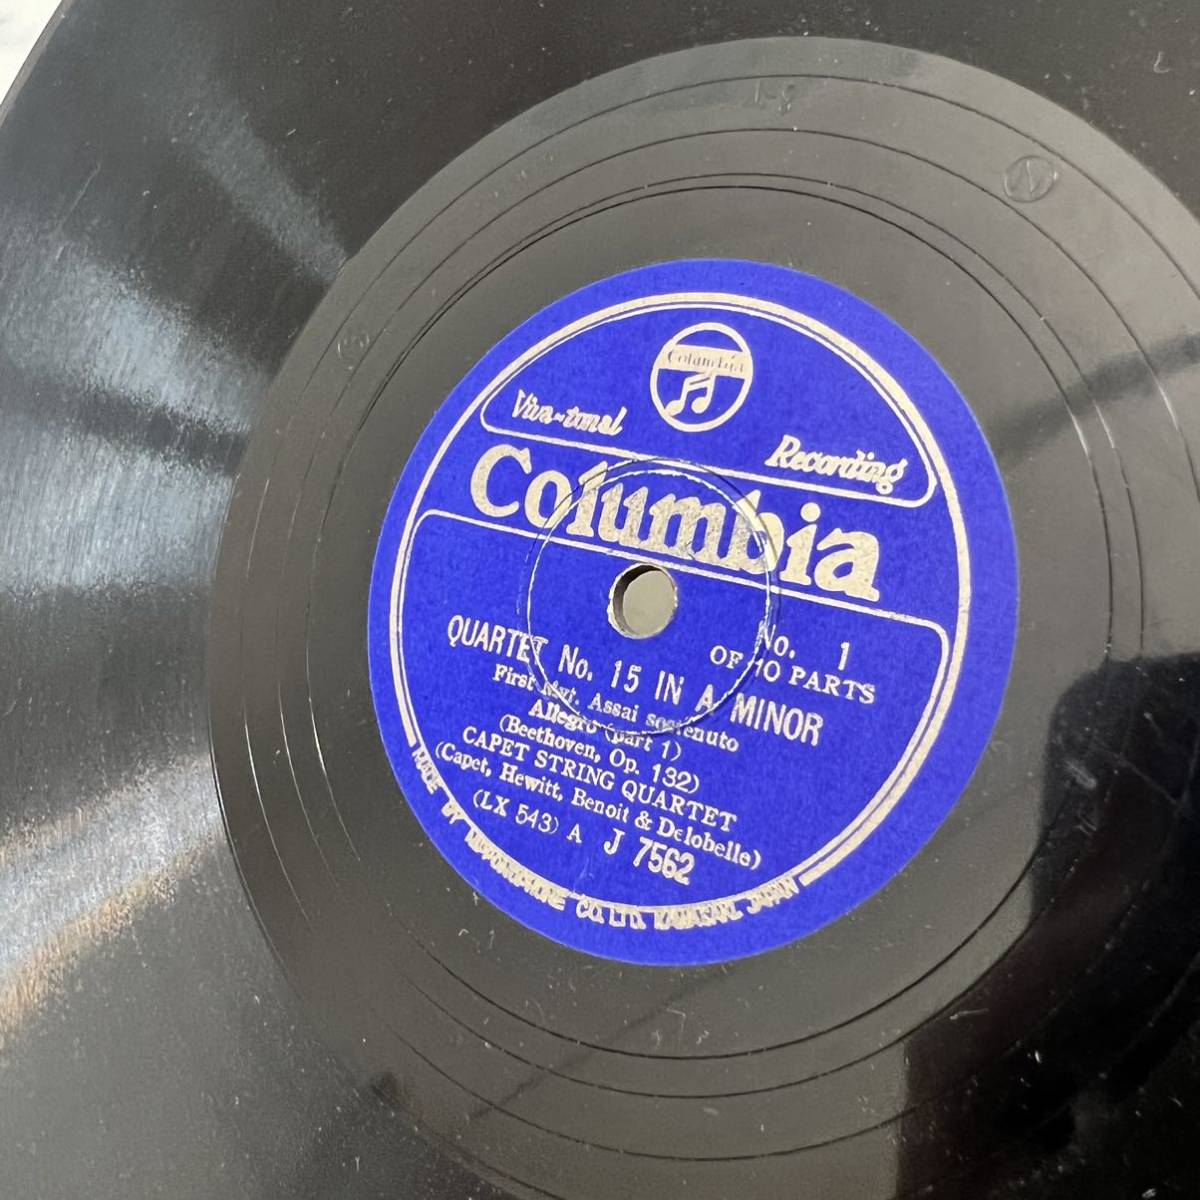 Columbia
Viva-tonal Recording
Columbia
No. 1
OF 10 PARTS
QUARTET No. 15 IN A MINOR
First Mvt. Assai sostenuto
Allegro (part 1)
(Beethoven, Op. 132)
CAPET STRING QUARTET
(Capet, Hewitt, Benoit & Delobelle)
(LX 543) A J 7562
MADE BY NIPPONOPHONE CO. LTD. KAWASAKI, JAPAN
N